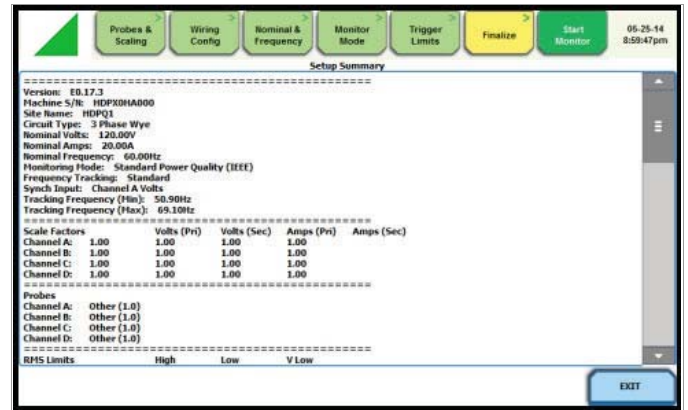 Probes & Scaling
Wiring Config
Nominal & Frequency
Monitor Mode
Trigger Limits
Finalize
Start Monitor
05-25-14
8:59:47pm
Setup Summary
==================================================
Version: E0.17.3
Machine S/N: HDPX0HA000
Site Name: HDPQ1
Circuit Type: 3 Phase Wye
Nominal Volts: 120.00V
Nominal Amps: 20.00A
Nominal Frequency: 60.00Hz
Monitoring Mode: Standard Power Quality (IEEE)
Frequency Tracking: Standard
Synch Input: Channel A Volts
Tracking Frequency (Min): 50.90Hz
Tracking Frequency (Max): 69.10Hz
==================================================
Scale Factors Volts (Pri) Volts (Sec) Amps (Pri) Amps (Sec)
Channel A: 1.00 1.00 1.00 1.00
Channel B: 1.00 1.00 1.00 1.00
Channel C: 1.00 1.00 1.00 1.00
Channel D: 1.00 1.00 1.00 1.00
==================================================
Probes
Channel A: Other (1.0)
Channel B: Other (1.0)
Channel C: Other (1.0)
Channel D: Other (1.0)
==================================================
RMS Limits High Low V Low
EXIT